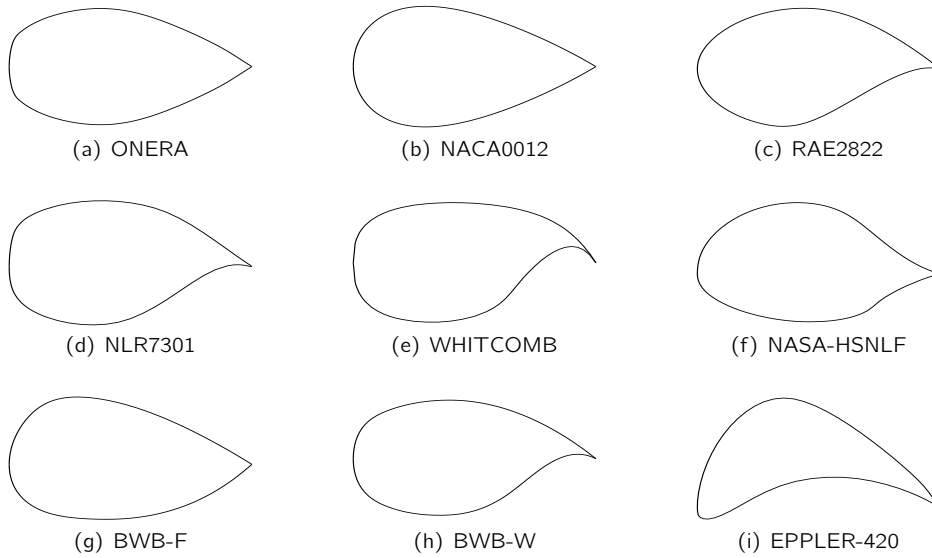 (a) ONERA
(b) NACA0012
(c) RAE2822
(d) NLR7301
(e) WHITCOMB
(f) NASA-HSNLF
(g) BWB-F
(h) BWB-W
(i) EPPLER-420